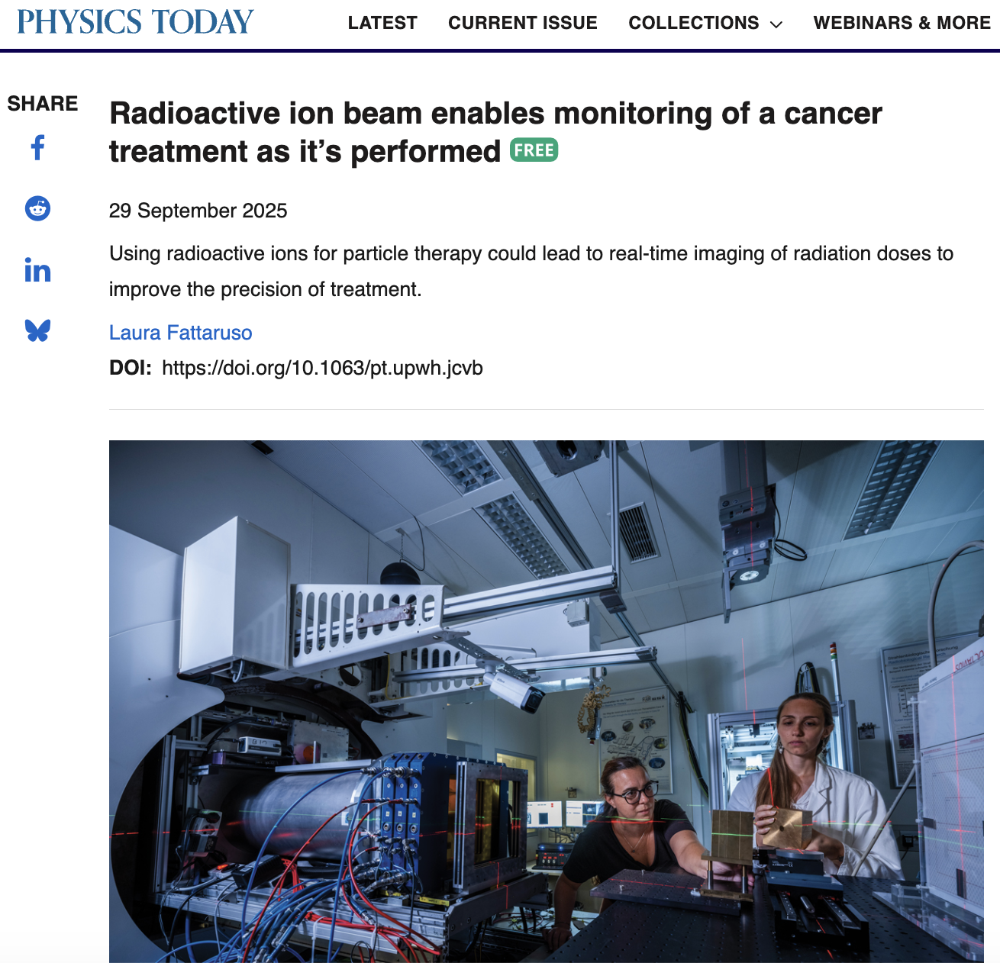 PHYSICS TODAY
LATEST CURRENT ISSUE COLLECTIONS WEBINARS & MORE
SHARE
Radioactive ion beam enables monitoring of a cancer
treatment as it’s performed FREE
29 September 2025
Using radioactive ions for particle therapy could lead to real-time imaging of radiation doses to
improve the precision of treatment.
Laura Fattaruso
DOI: https://doi.org/10.1063/pt.upwh.jcvb